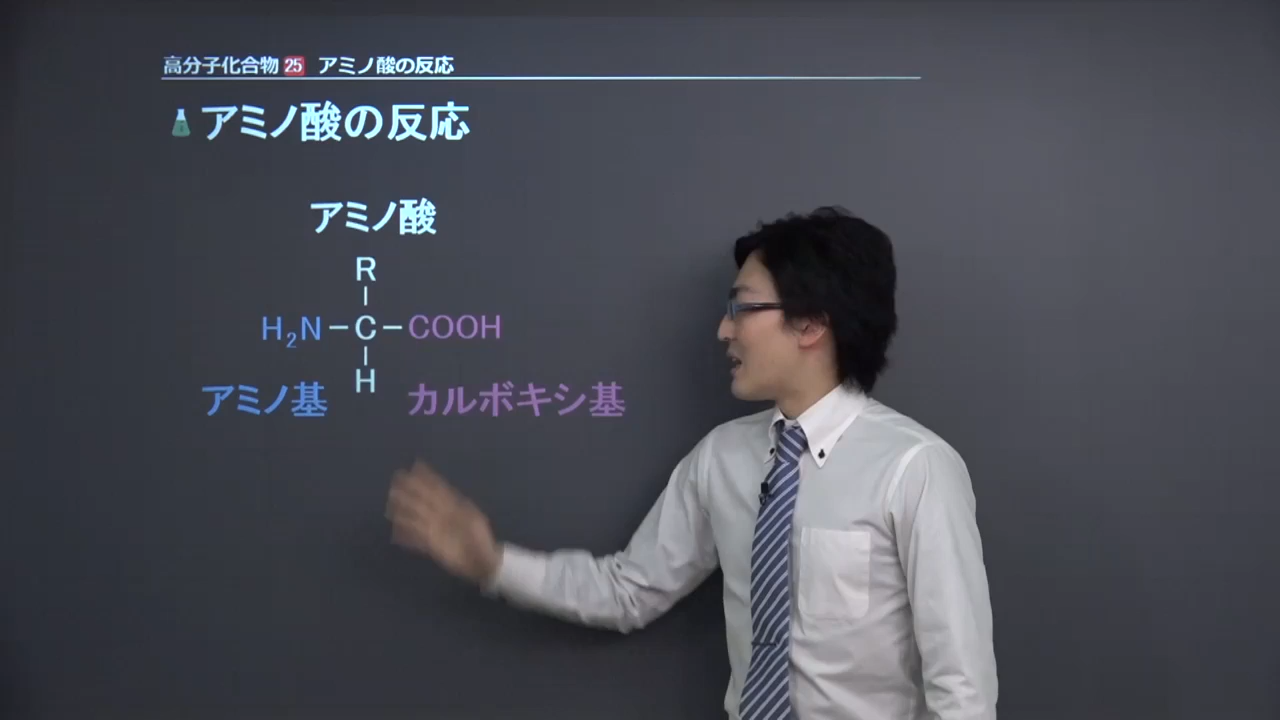 高分子化合物 25 アミノ酸の反応
アミノ酸の反応
アミノ酸
R
H₂N－C－COOH
H
アミノ基 カルボキシ基